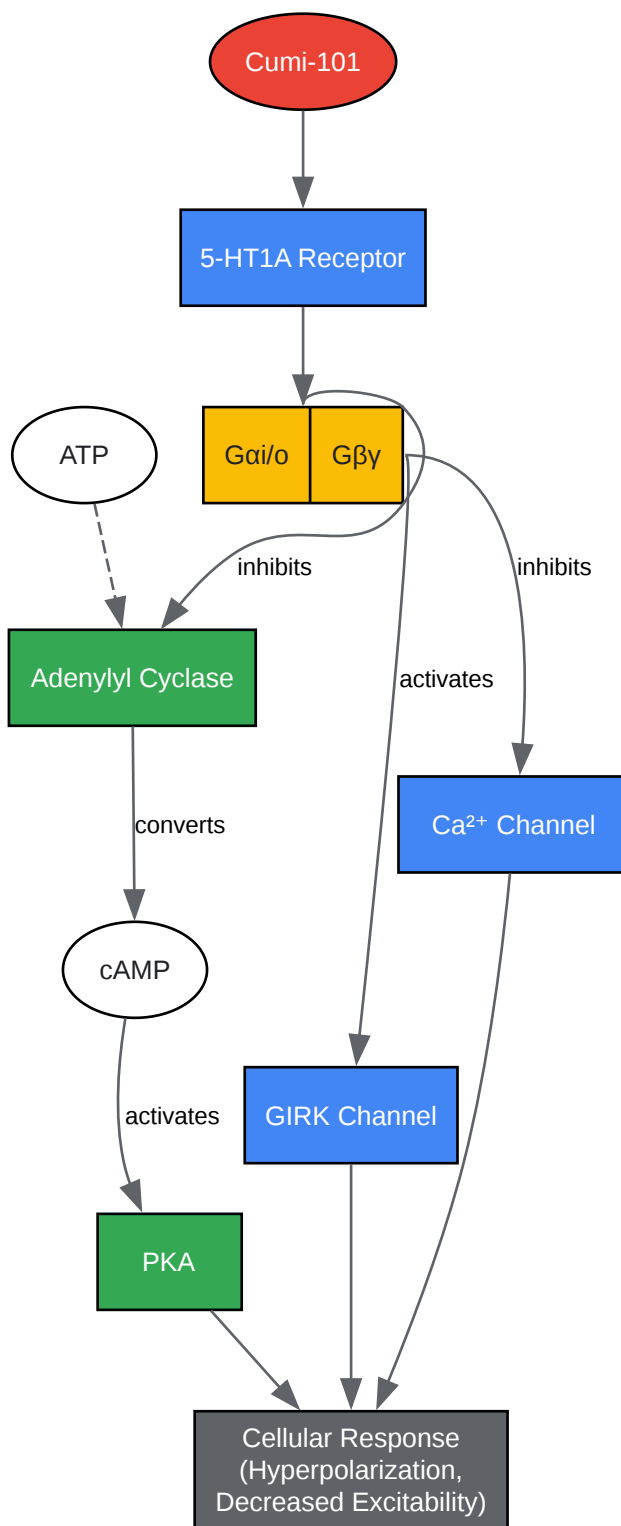 Cumi-101
5-HT1A Receptor
Gαi/o
Gβγ
ATP
inhibits
inhibits
Adenylyl Cyclase
activates
Ca²⁺ Channel
converts
cAMP
activates
GIRK Channel
PKA
Cellular Response
(Hyperpolarization,
Decreased Excitability)